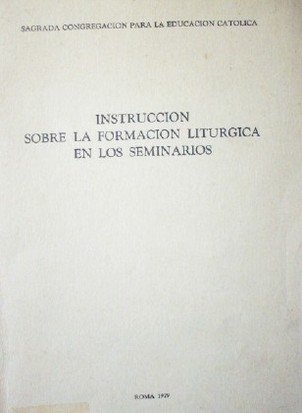 SAGRADA CONGREGACION PARA LA EDUCACION CATOLICA
INSTRUCCION
SOBRE LA FORMACION LITURGICA
EN LOS SEMINARIOS
ROMA 1979